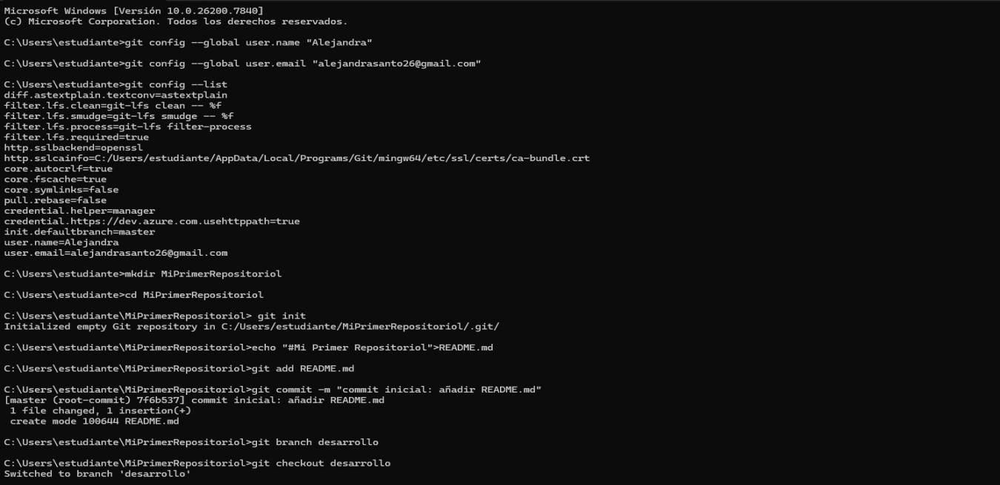 Microsoft Windows [Versión 10.0.26200.7840]
(c) Microsoft Corporation. Todos los derechos reservados.
C:\Users\estudiante>git config --global user.name "Alejandra"
C:\Users\estudiante>git config --global user.email "alejandrasanto26@gmail.com"
C:\Users\estudiante>git config --list
diff.astextplain.textconv=astextplain
filter.lfs.clean=git-lfs clean -- %f
filter.lfs.smudge=git-lfs smudge -- %f
filter.lfs.process=git-lfs filter-process
filter.lfs.required=true
http.sslbackend=openssl
http.sslcainfo=C:/Users/estudiante/AppData/Local/Programs/Git/mingw64/etc/ssl/certs/ca-bundle.crt
core.autocrlf=true
core.fscache=true
core.symlinks=false
pull.rebase=false
credential.helper=manager
credential.https://dev.azure.com.usehttppath=true
init.defaultbranch=master
user.name=Alejandra
user.email=alejandrasanto26@gmail.com
C:\Users\estudiante>mkdir MiPrimerRepositoriol
C:\Users\estudiante>cd MiPrimerRepositoriol
C:\Users\estudiante\MiPrimerRepositoriol> git init
Initialized empty Git repository in C:/Users/estudiante/MiPrimerRepositoriol/.git/
C:\Users\estudiante\MiPrimerRepositoriol>echo "#Mi Primer Repositoriol">README.md
C:\Users\estudiante\MiPrimerRepositoriol>git add README.md
C:\Users\estudiante\MiPrimerRepositoriol>git commit -m "commit inicial: añadir README.md"
[master (root-commit) 7f6b537] commit inicial: añadir README.md
 1 file changed, 1 insertion(+)
 create mode 100644 README.md
C:\Users\estudiante\MiPrimerRepositoriol>git branch desarrollo
C:\Users\estudiante\MiPrimerRepositoriol>git checkout desarrollo
Switched to branch 'desarrollo'